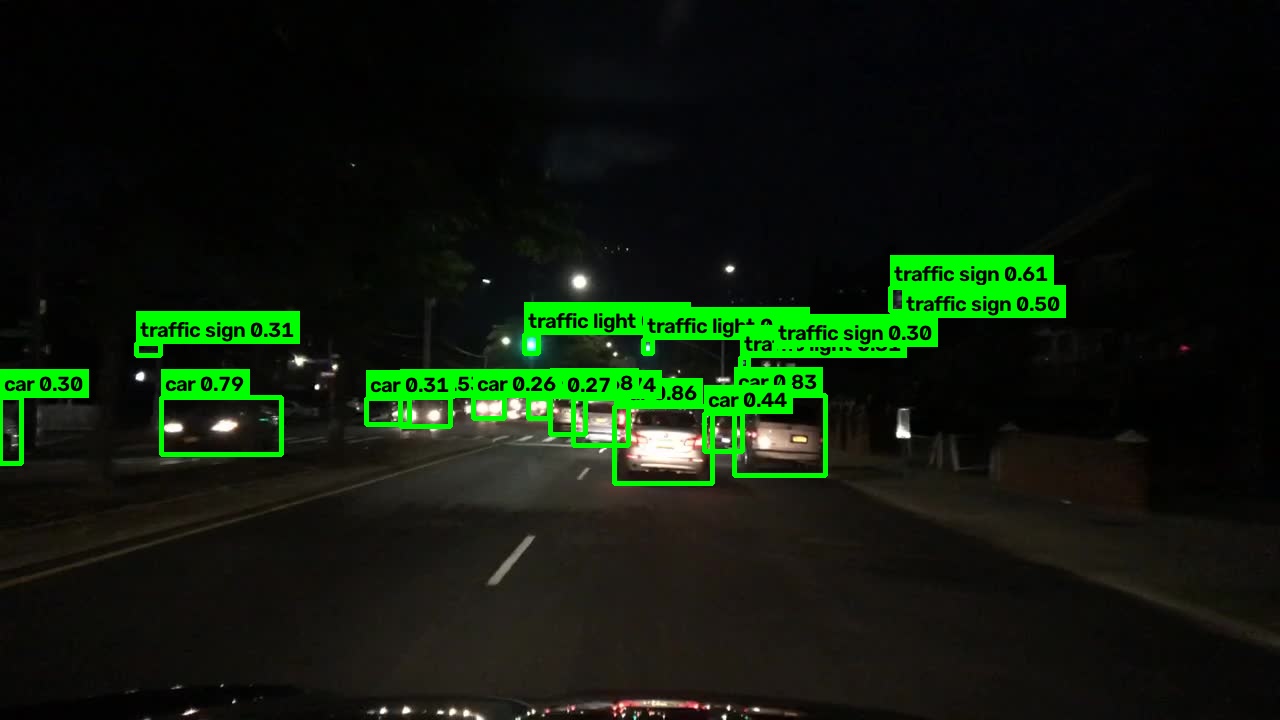 traffic sign 0.61
traffic sign 0.50
traffic light
traffic light 0
traffic sign 0.30
traffic sign 0.31
car 0.30
car 0.79
car 0.31
car 0.26
0.27
0.86
car 0.83
car 0.44